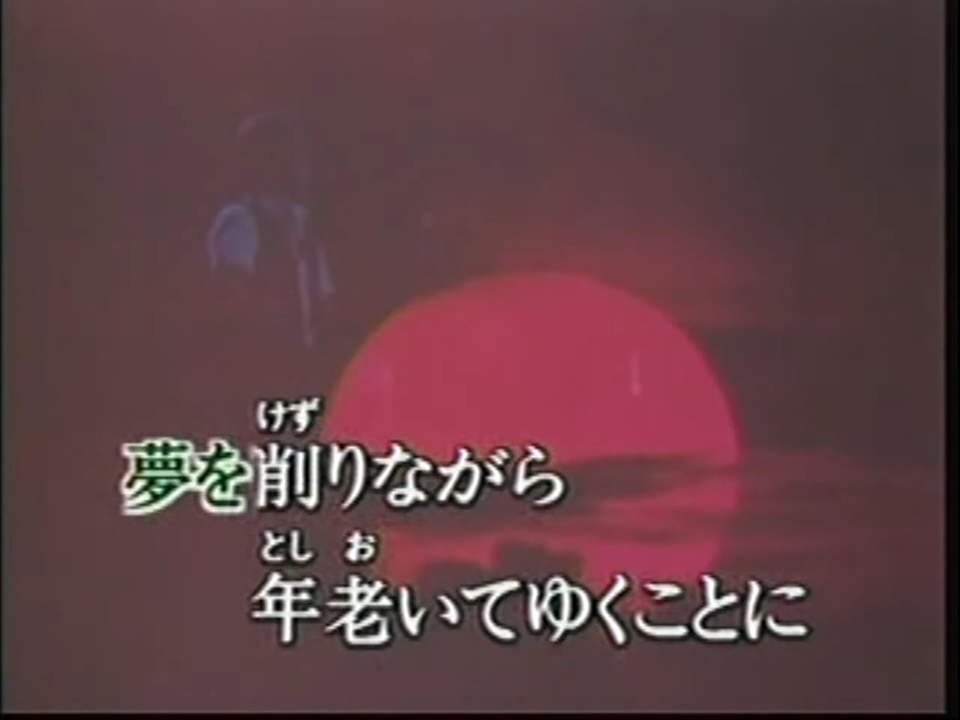 けず
夢を削りながら
とし お
年老いてゆくことに